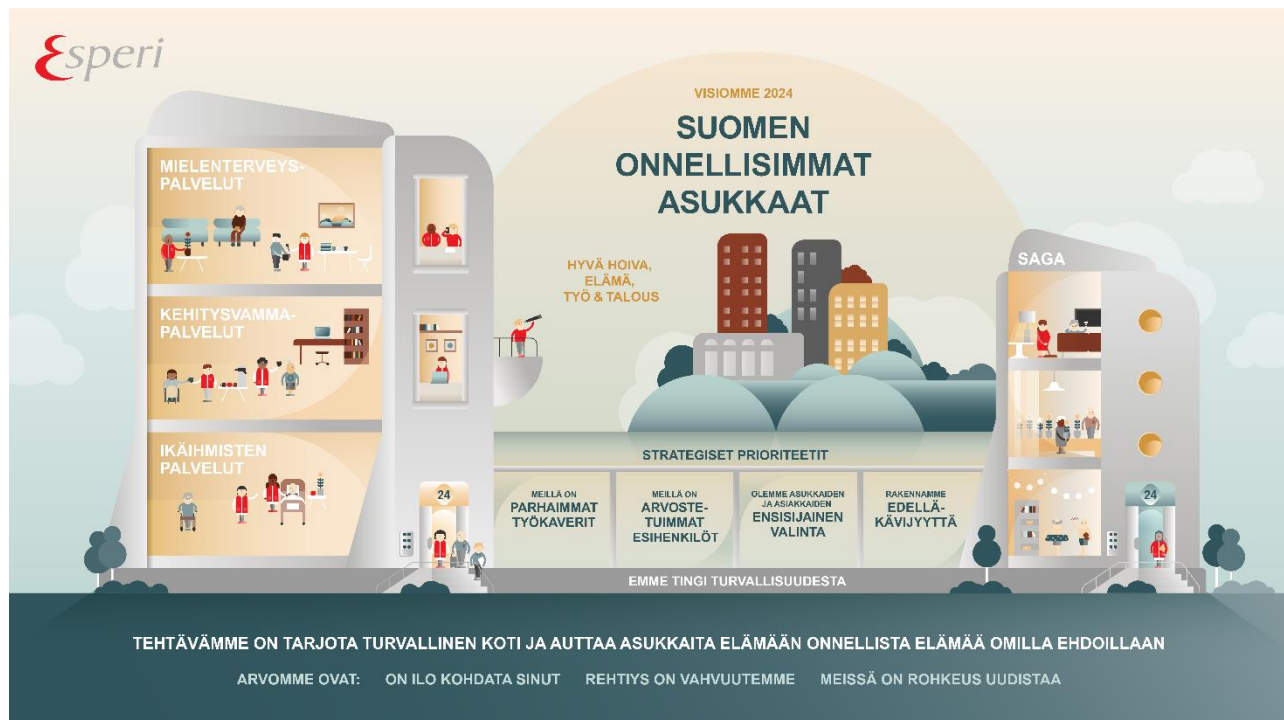 Esperi
VISIOMME 2024
SUOMEN
ONNELLISIMMAT
ASUKKAAT
HYVÄ HOIVA,
ELÄMÄ,
TYÖ & TALOUS
MIELENTERVEYS-
PALVELUT
KEHITYSVAMMA-
PALVELUT
IKÄIHMISTEN
PALVELUT
24
SAGA
24
STRATEGISET PRIORITEETIT
MEILLÄ ON
PARHAIMMAT
TYÖKAVERIT
MEILLÄ ON
ARVOSTE-
TUIMMAT
ESIHENKILÖT
OLEMME ASUKKAIDEN
JA ASIAKKAIDEN
ENSISIJAINEN
VALINTA
RAKENNAMME
EDELLÄ-
KÄVIJYYTTÄ
EMME TINGI TURVALLISUUDESTA
TEHTÄVÄMME ON TARJOTA TURVALLINEN KOTI JA AUTTAA ASUKKAITA ELÄMÄÄN ONNELLISTA ELÄMÄÄ OMILLA EHDOILLAAN
ARVOMME OVAT: ON ILO KOHDATA SINUT REHTIYS ON VAHVUUTEMME MEISSÄ ON ROHKEUS UUDISTAA